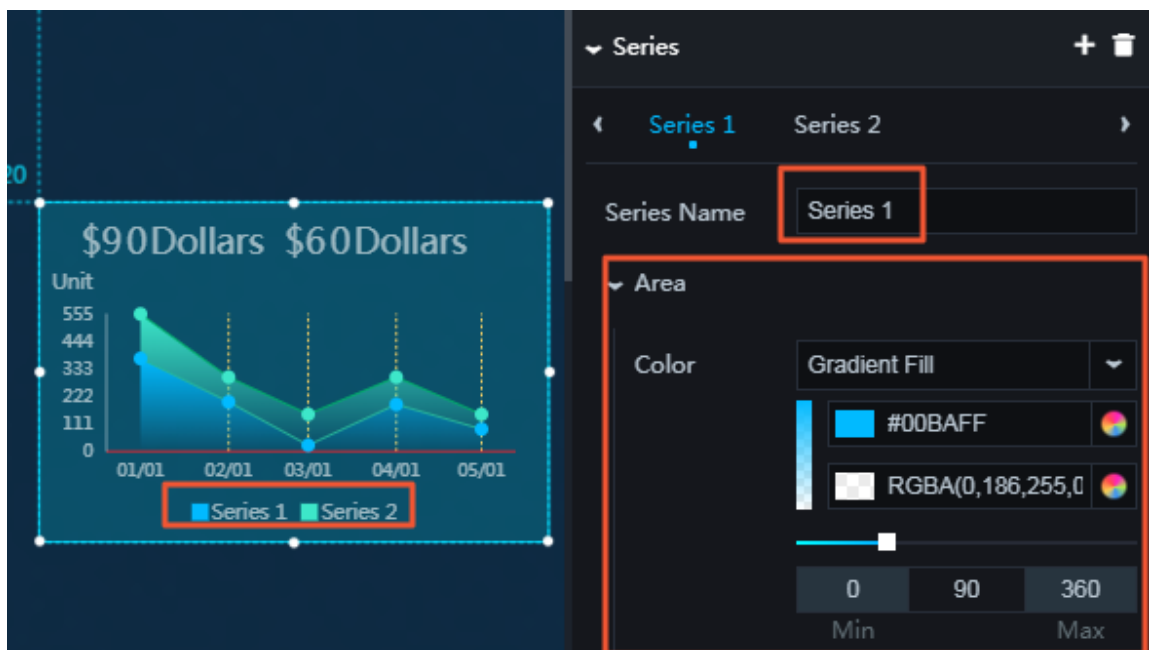 20
$90Dollars $60Dollars
Unit
555
444
333
222
111
0
01/01 02/01 03/01 04/01 05/01
Series 1 Series 2
Series
Series 1 Series 2
Series Name Series 1
Area
Color Gradient Fill
#00BAFF
RGBA(0,186,255,0
0 90 360
Min Max